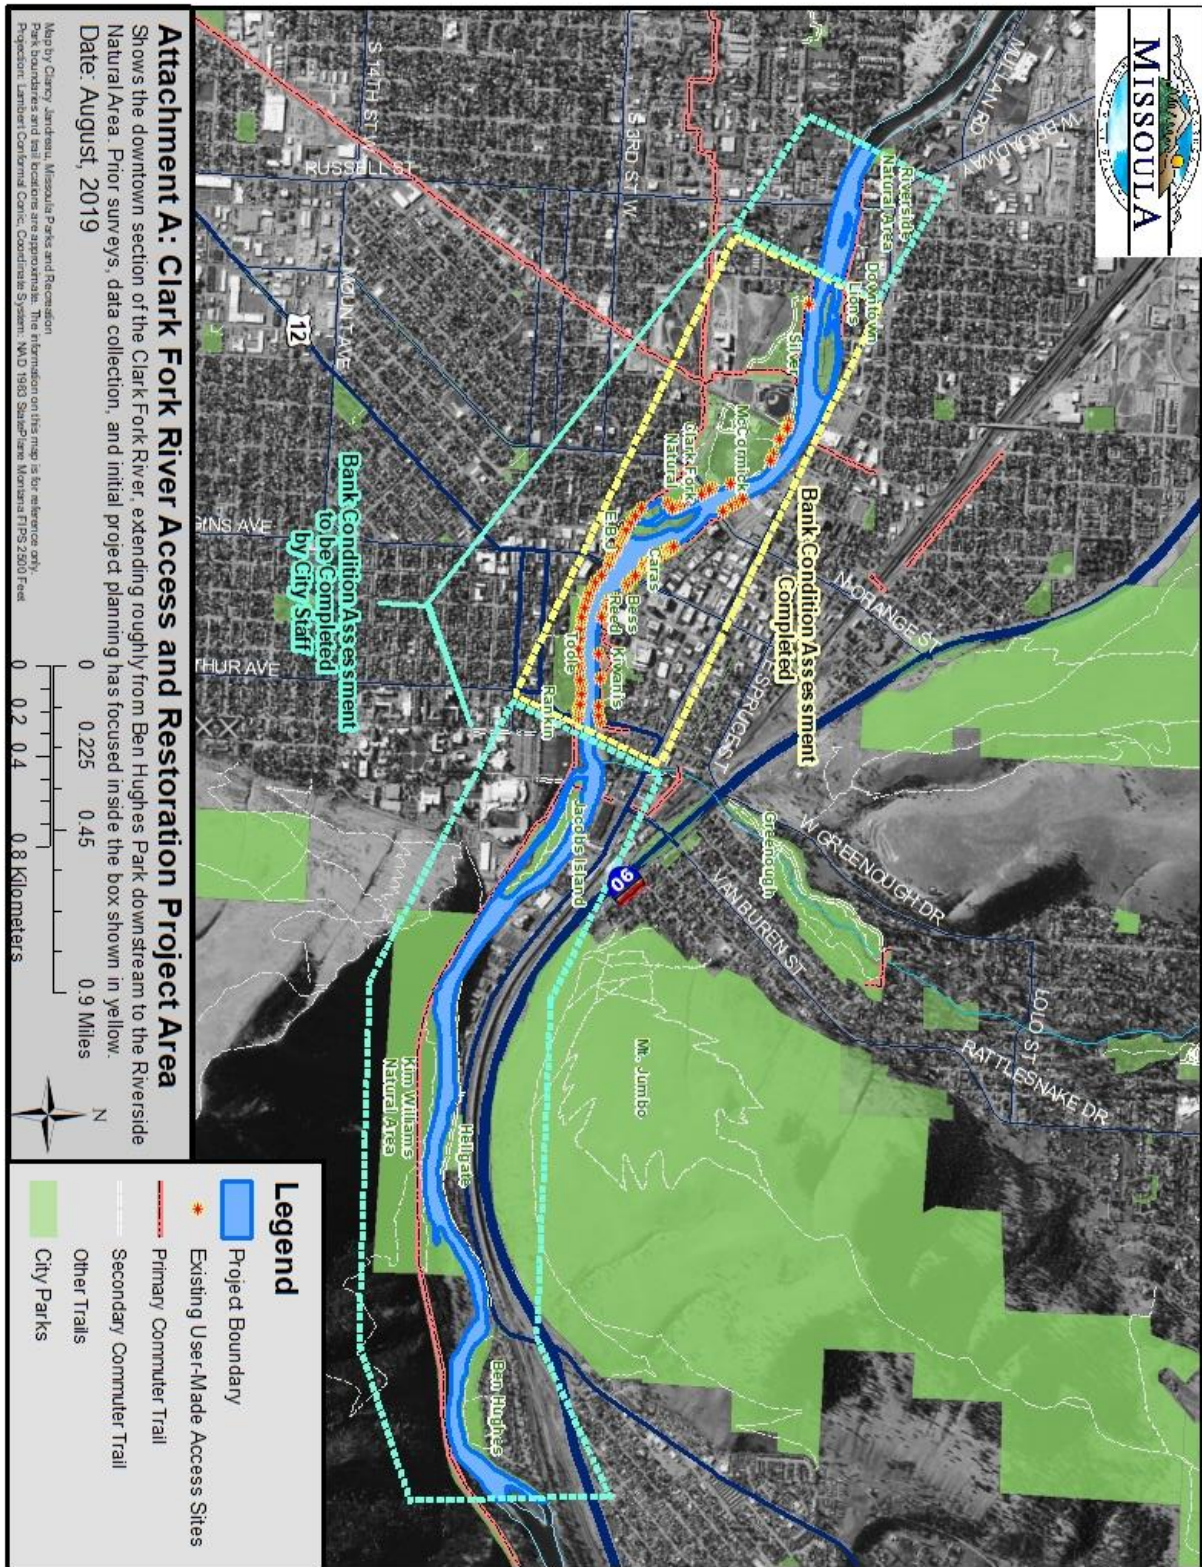 MISSOULA
MULLAN RD
W BROADWAY
Riverside
Natural Area
Downtown
Lions
Silver
McCormick
Clark Fork
Natural
Caras
Bess
Reed
Kiwanis
Toole
Rankin
Jacobs Island
Bank Condition Assessment
Completed
N ORANGE ST
E SPRUCE ST
W GREENOUGH DR
Greenough
VAN BUREN ST
LOLO ST
RATTLESNAKE DR
90
Mt. Jumbo
Hellgate
Kim Williams
Natural Area
Ben Hughes
S 14TH ST
S 3RD ST W
RUSSELL ST
MOUNT AVE
12
GINS AVE
THUR AVE
Bank Condition Assessment
to be Completed
by City Staff
Attachment A: Clark Fork River Access and Restoration Project Area
Shows the downtown section of the Clark Fork River, extending roughly from Ben Hughes Park downstream to the Riverside
Natural Area. Prior surveys, data collection, and initial project planning has focused inside the box shown in yellow.
Date: August, 2019
Map by Clancy Jandreau, Missoula Parks and Recreation
Park boundaries and trail locations are approximate. The information on this map is for reference only.
Projection: Lambert Conformal Conic. Coordinate System: NAD 1983 StatePlane Montana FIPS 2500 Feet
0 0.225 0.45 0.9 Miles
0 0.2 0.4 0.8 Kilometers
N
Legend
Project Boundary
Existing User-Made Access Sites
Primary Commuter Trail
Secondary Commuter Trail
Other Trails
City Parks